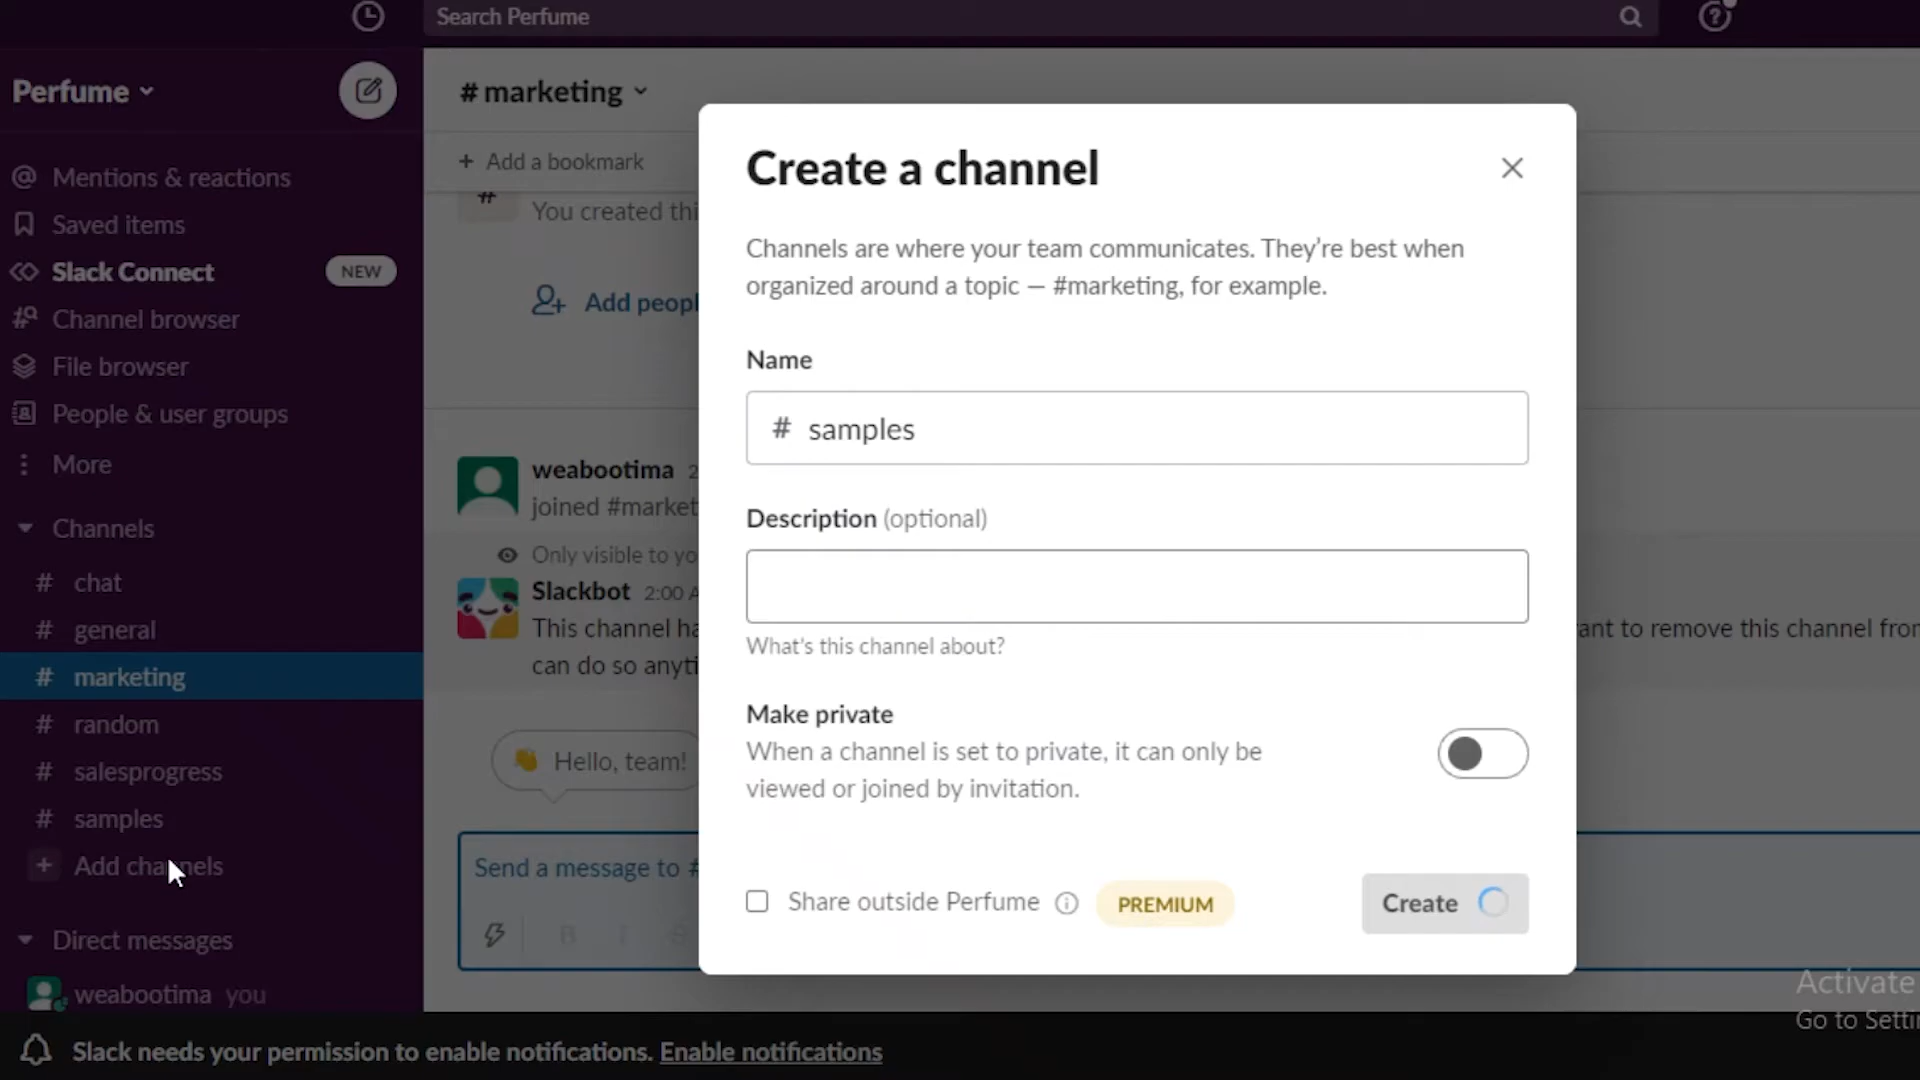 Search Perfume
Perfume
# marketing
Create a channel
+ Add a bookmark
Mentions & reactions
You created thi
Saved items
Channels are where your team communicates. They're best when
organized around a topic — #marketing, for example.
Slack Connect NEW
Add peopl
Channel browser
Name
File browser
# samples
People & user groups
More
weabootima 2
joined #market
Description (optional)
Channels
Only visible to yo
# chat
Slackbot 2:00 A
# general
This channel ha
ant to remove this channel from
What's this channel about?
can do so anyti
# marketing
Make private
# random
When a channel is set to private, it can only be
viewed or joined by invitation.
Hello, team!
# salesprogress
# samples
+ Add channels
Send a message to #
Share outside Perfume PREMIUM
Create
B I S
Direct messages
weabootima you
Activate
Go to Settin
Slack needs your permission to enable notifications. Enable notifications